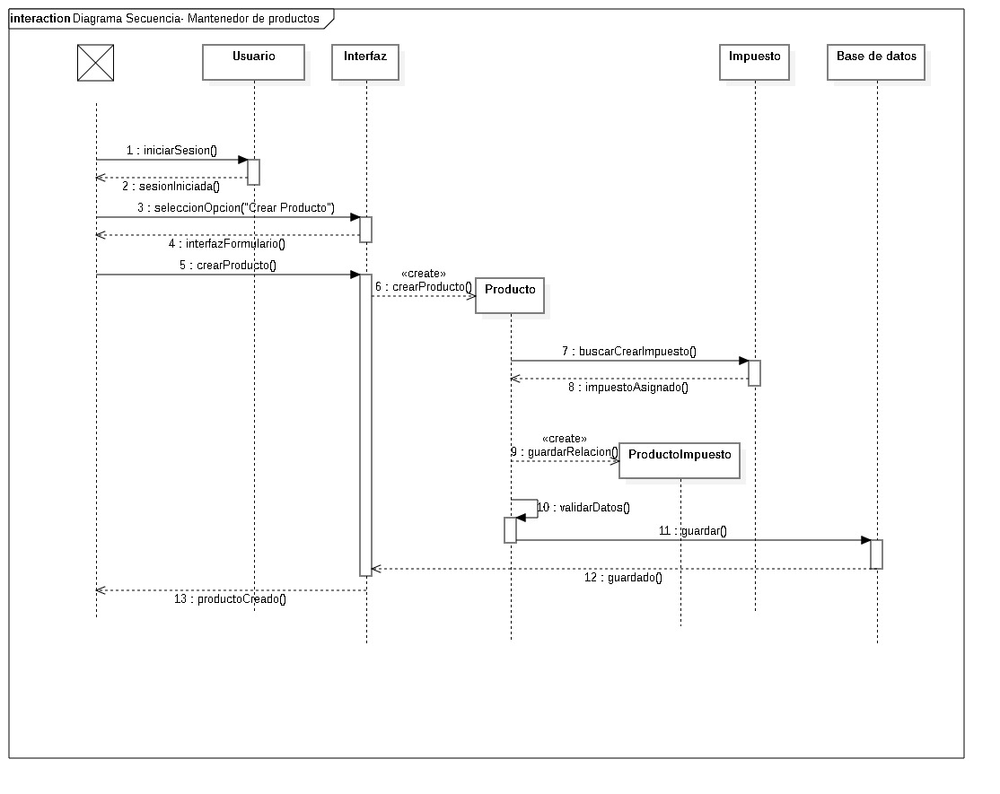 interaction Diagrama Secuencia- Mantenedor de productos
Usuario
Interfaz
Impuesto
Base de datos
1 : iniciarSesion()
2 : sesionIniciada()
3 : seleccionOpcion("Crear Producto")
4 : interfazFormulario()
5 : crearProducto()
«create»
6 : crearProducto()
Producto
7 : buscarCrearImpuesto()
8 : impuestoAsignado()
«create»
9 : guardarRelacion()
ProductoImpuesto
10 : validarDatos()
11 : guardar()
12 : guardado()
13 : productoCreado()